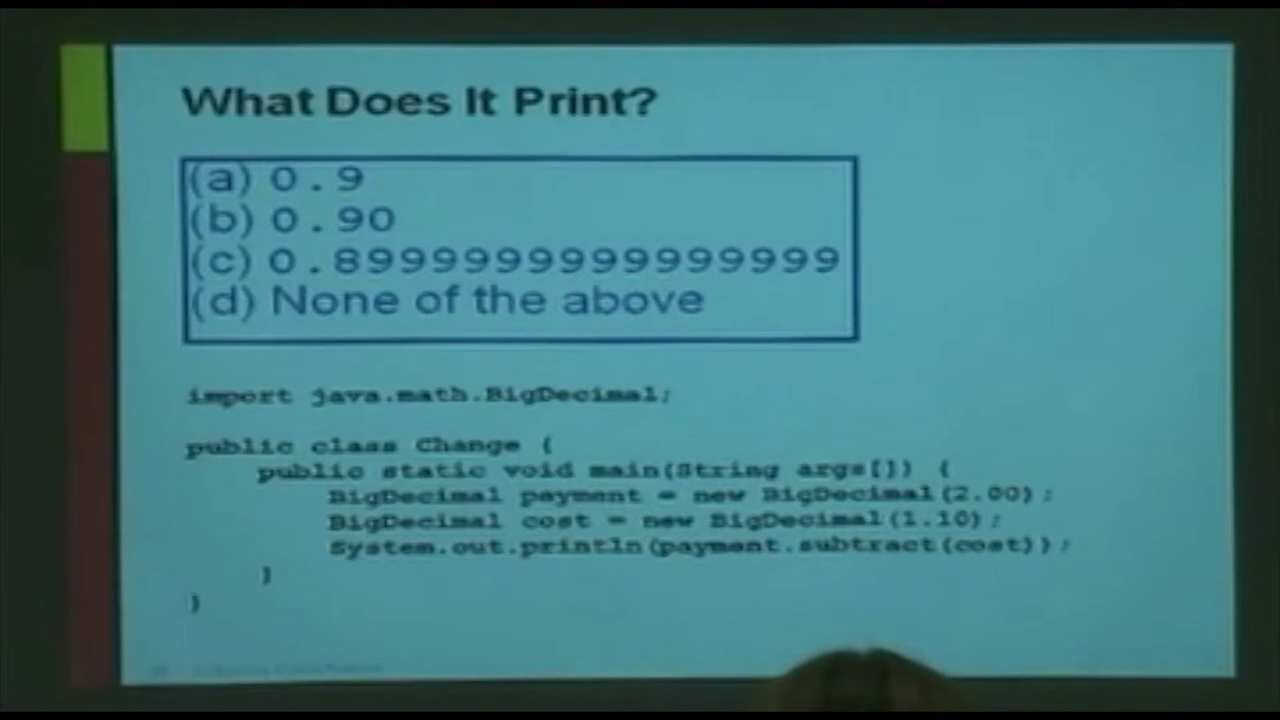 What Does It Print?
(a) 0.9
(b) 0.90
(c) 0.8999999999999999
(d) None of the above
import java.math.BigDecimal;
public class Change {
public static void main(String args[]) {
BigDecimal payment = new BigDecimal(2.00);
BigDecimal cost = new BigDecimal(1.10);
System.out.println(payment.subtract(cost));
}
}